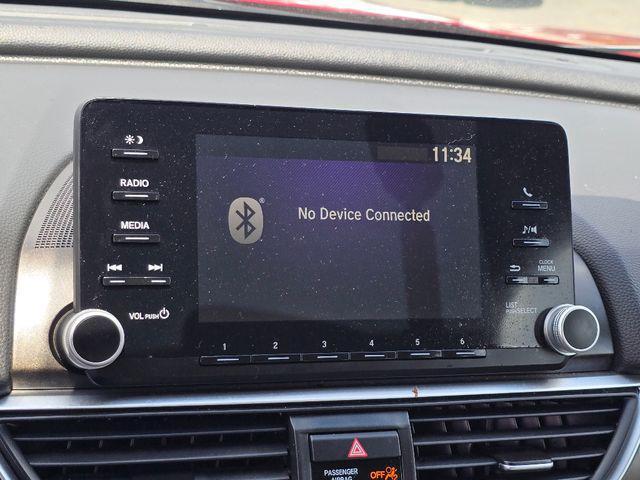 11:34
No Device Connected
RADIO
MEDIA
VOL PUSH
CLOCK
MENU
LIST
PUSH SELECT
1 2 3 4 5 6
PASSENGER
AIRBAG
OFF